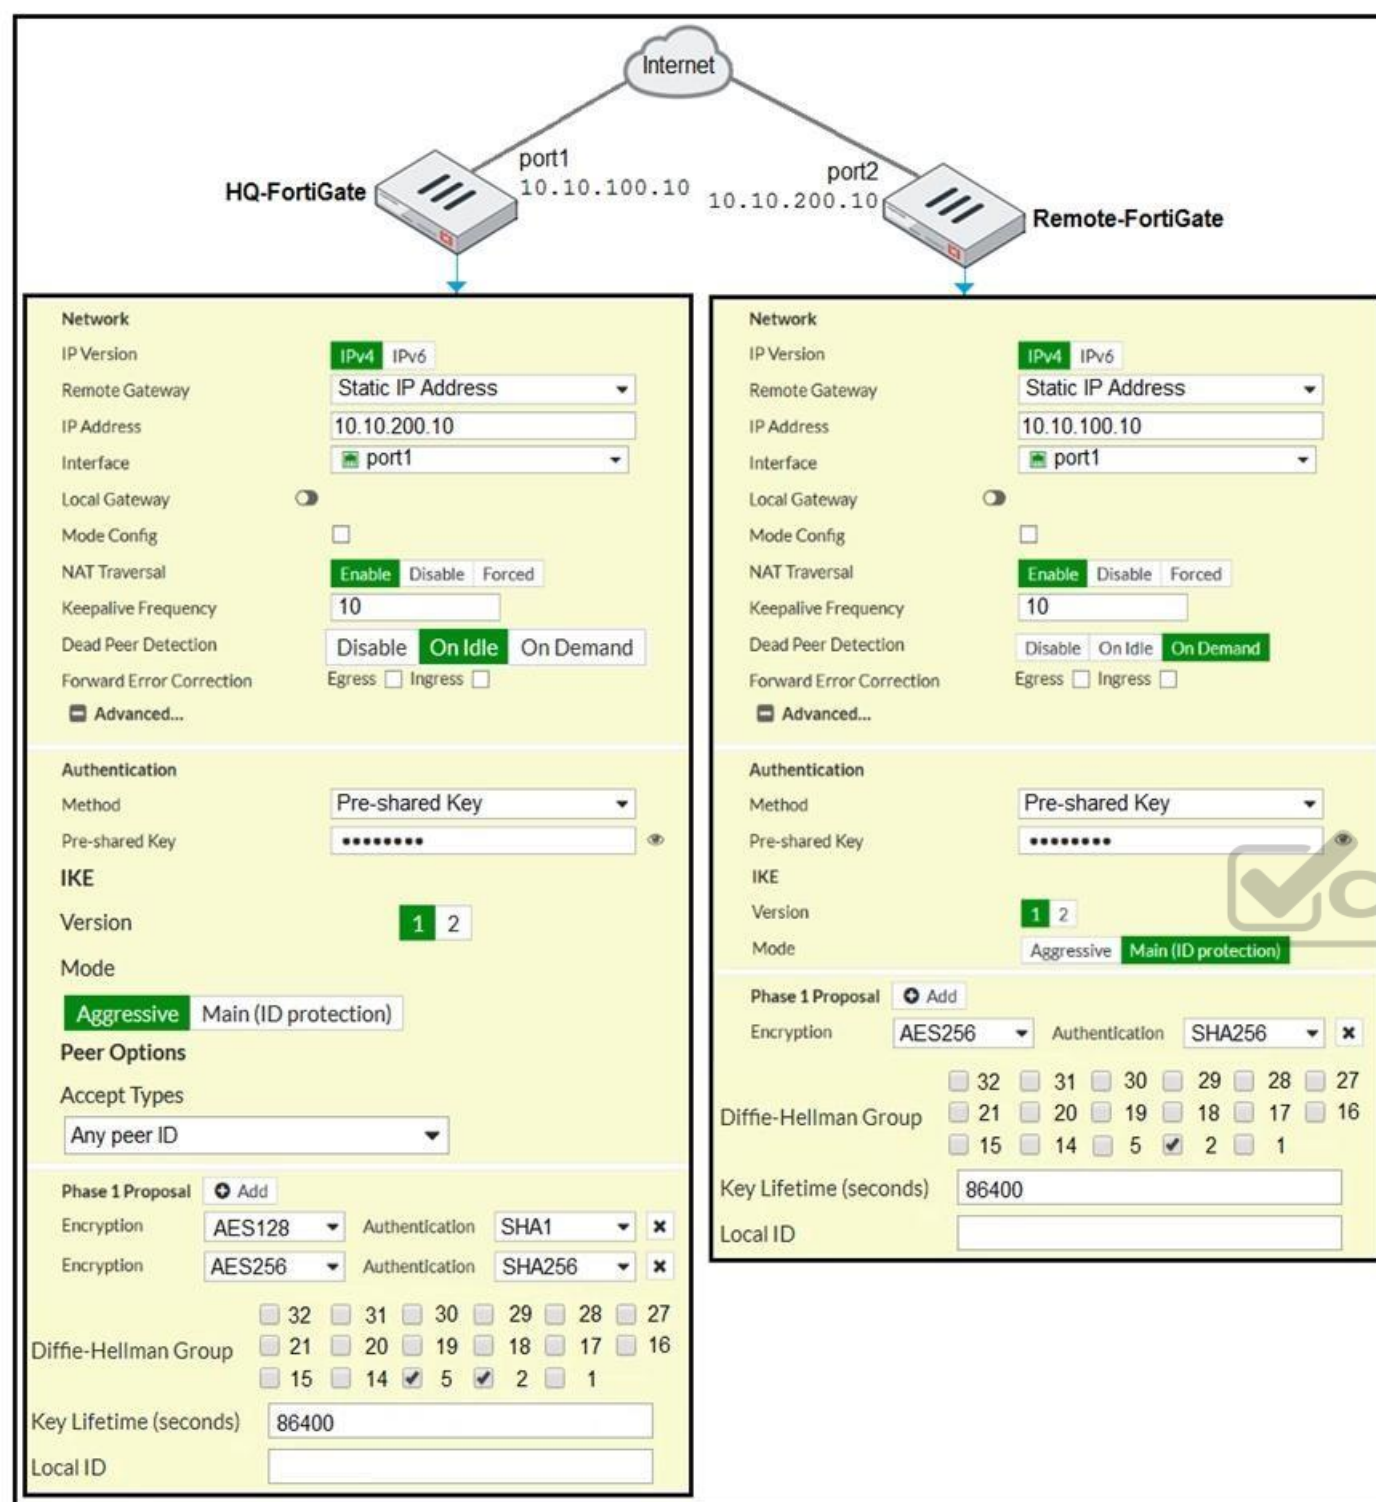 Internet
port1
10.10.100.10
HQ-FortiGate
port2
10.10.200.10
Remote-FortiGate
Network
IP Version IPv4 IPv6
Remote Gateway Static IP Address
IP Address 10.10.200.10
Interface port1
Local Gateway
Mode Config
NAT Traversal Enable Disable Forced
Keepalive Frequency 10
Dead Peer Detection Disable On Idle On Demand
Forward Error Correction Egress Ingress
Advanced...
Authentication
Method Pre-shared Key
Pre-shared Key ••••••••
IKE
Version 1 2
Mode
Aggressive Main (ID protection)
Peer Options
Accept Types
Any peer ID
Phase 1 Proposal Add
Encryption AES128 Authentication SHA1
Encryption AES256 Authentication SHA256
32 31 30 29 28 27
Diffie-Hellman Group 21 20 19 18 17 16
15 14 5 2 1
Key Lifetime (seconds) 86400
Local ID
Network
IP Version IPv4 IPv6
Remote Gateway Static IP Address
IP Address 10.10.100.10
Interface port1
Local Gateway
Mode Config
NAT Traversal Enable Disable Forced
Keepalive Frequency 10
Dead Peer Detection Disable On Idle On Demand
Forward Error Correction Egress Ingress
Advanced...
Authentication
Method Pre-shared Key
Pre-shared Key ••••••••
IKE
Version 1 2
Mode Aggressive Main (ID protection)
Phase 1 Proposal Add
Encryption AES256 Authentication SHA256
32 31 30 29 28 27
Diffie-Hellman Group 21 20 19 18 17 16
15 14 5 2 1
Key Lifetime (seconds) 86400
Local ID